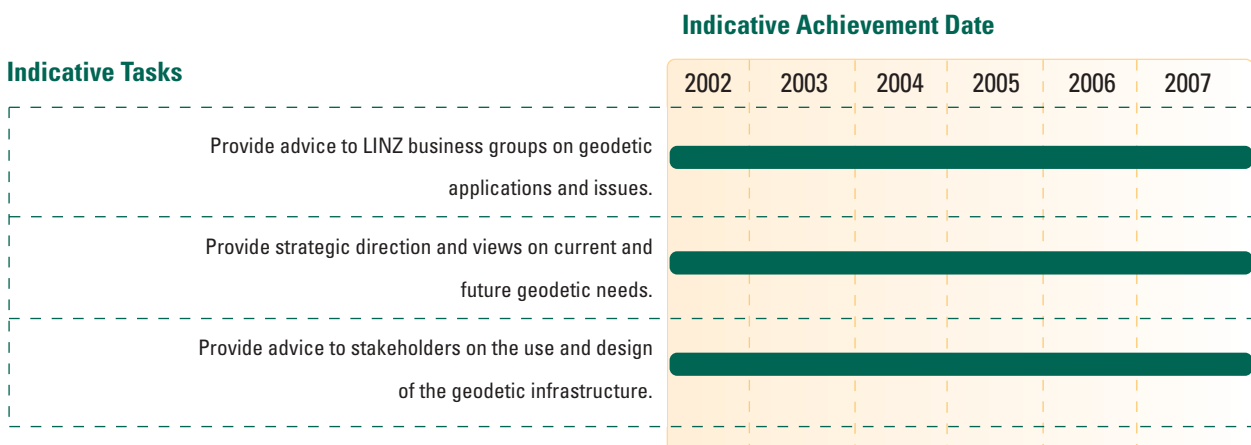 Indicative Achievement Date
Indicative Tasks
2002 2003 2004 2005 2006 2007
Provide advice to LINZ business groups on geodetic
applications and issues.
Provide strategic direction and views on current and
future geodetic needs.
Provide advice to stakeholders on the use and design
of the geodetic infrastructure.